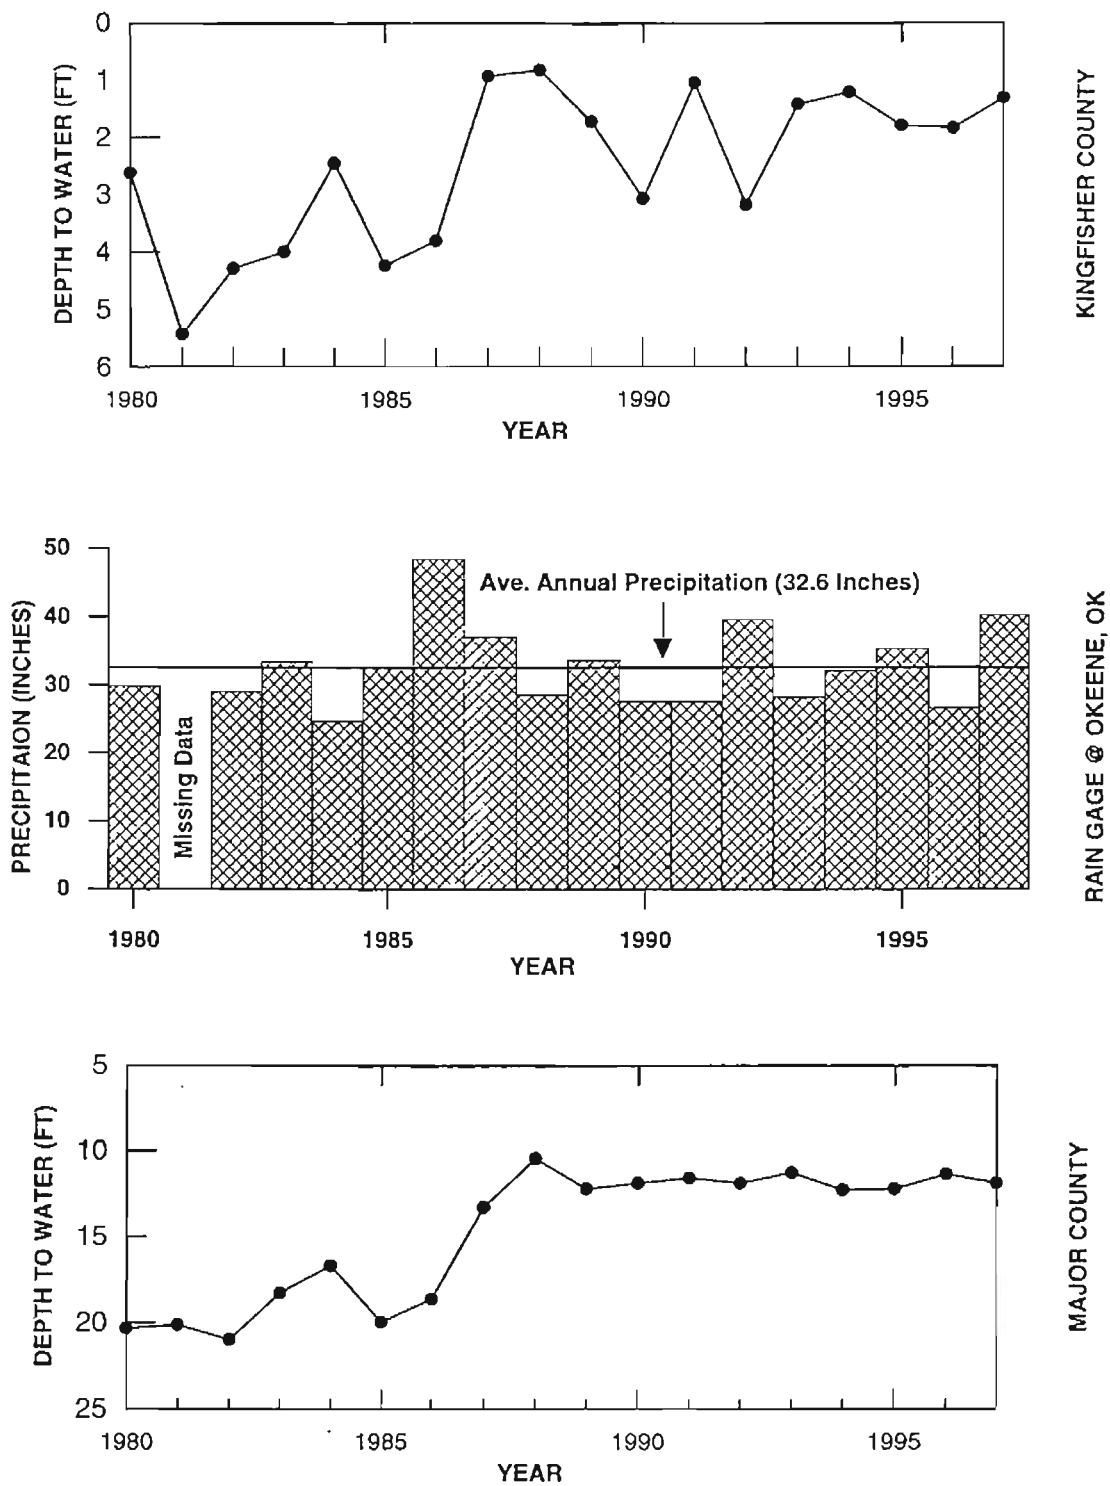 0
1
2
3
4
5
6
DEPTH TO WATER (FT)
1980 1985 1990 1995
YEAR
KINGFISHER COUNTY
50
40
30
20
10
0
PRECIPITAION (INCHES)
Ave. Annual Precipitation (32.6 Inches)
Missing Data
1980 1985 1990 1995
YEAR
RAIN GAGE @ OKEENE, OK
5
10
15
20
25
DEPTH TO WATER (FT)
1980 1985 1990 1995
YEAR
MAJOR COUNTY